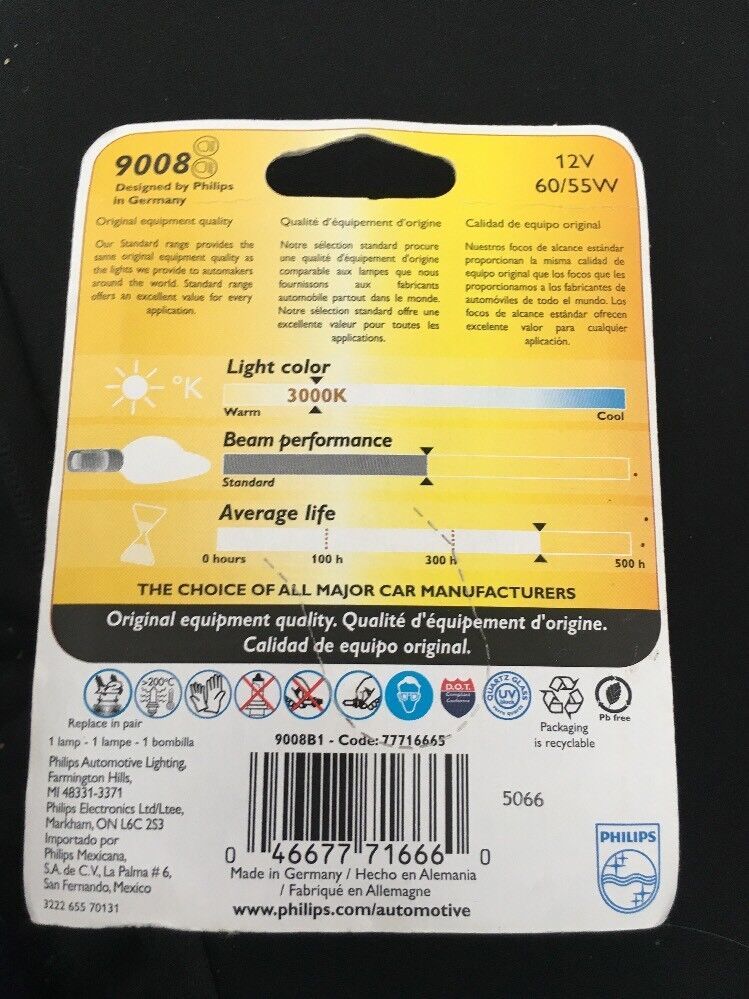 9008
Designed by Philips
in Germany
12V
60/55W
Original equipment quality
Our Standard range provides the
same original equipment quality as
the lights we provide to automakers
around the world. Standard range
offers an excellent value for every
application.
Qualité d'équipement d'origine
Notre sélection standard procure
une qualité d'équipement d'origine
comparable aux lampes que nous
fournissons aux fabricants
automobile partout dans le monde.
Notre sélection standard offre une
excellente valeur pour toutes les
applications.
Calidad de equipo original
Nuestros focos de alcance estándar
proporcionan la misma calidad de
equipo original que los focos que les
proporcionamos a los fabricantes de
automóviles de todo el mundo. Los
focos de alcance estándar ofrecen
excelente valor para cualquier
aplicación.
Light color
°K
3000K
Warm
Cool
Beam performance
Standard
Average life
0 hours
100 h
300 h
500 h
THE CHOICE OF ALL MAJOR CAR MANUFACTURERS
Original equipment quality. Qualité d'équipement d'origine.
Calidad de equipo original.
>200°C
D.O.T.
QUARTZ GLASS
UV
Replace in pair
1 lamp - 1 lampe - 1 bombilla
Packaging
is recyclable
Pb free
9008B1 - Code: 77716665
Philips Automotive Lighting,
Farmington Hills,
MI 48331-3371
Philips Electronics Ltd/Ltee,
Markham, ON L6C 2S3
Importado por
Philips Mexicana,
S.A. de C.V., La Palma # 6,
San Fernando, Mexico
3222 655 70131
5066
0 46677 71666 0
Made in Germany / Hecho en Alemania
/ Fabriqué en Allemagne
www.philips.com/automotive
PHILIPS